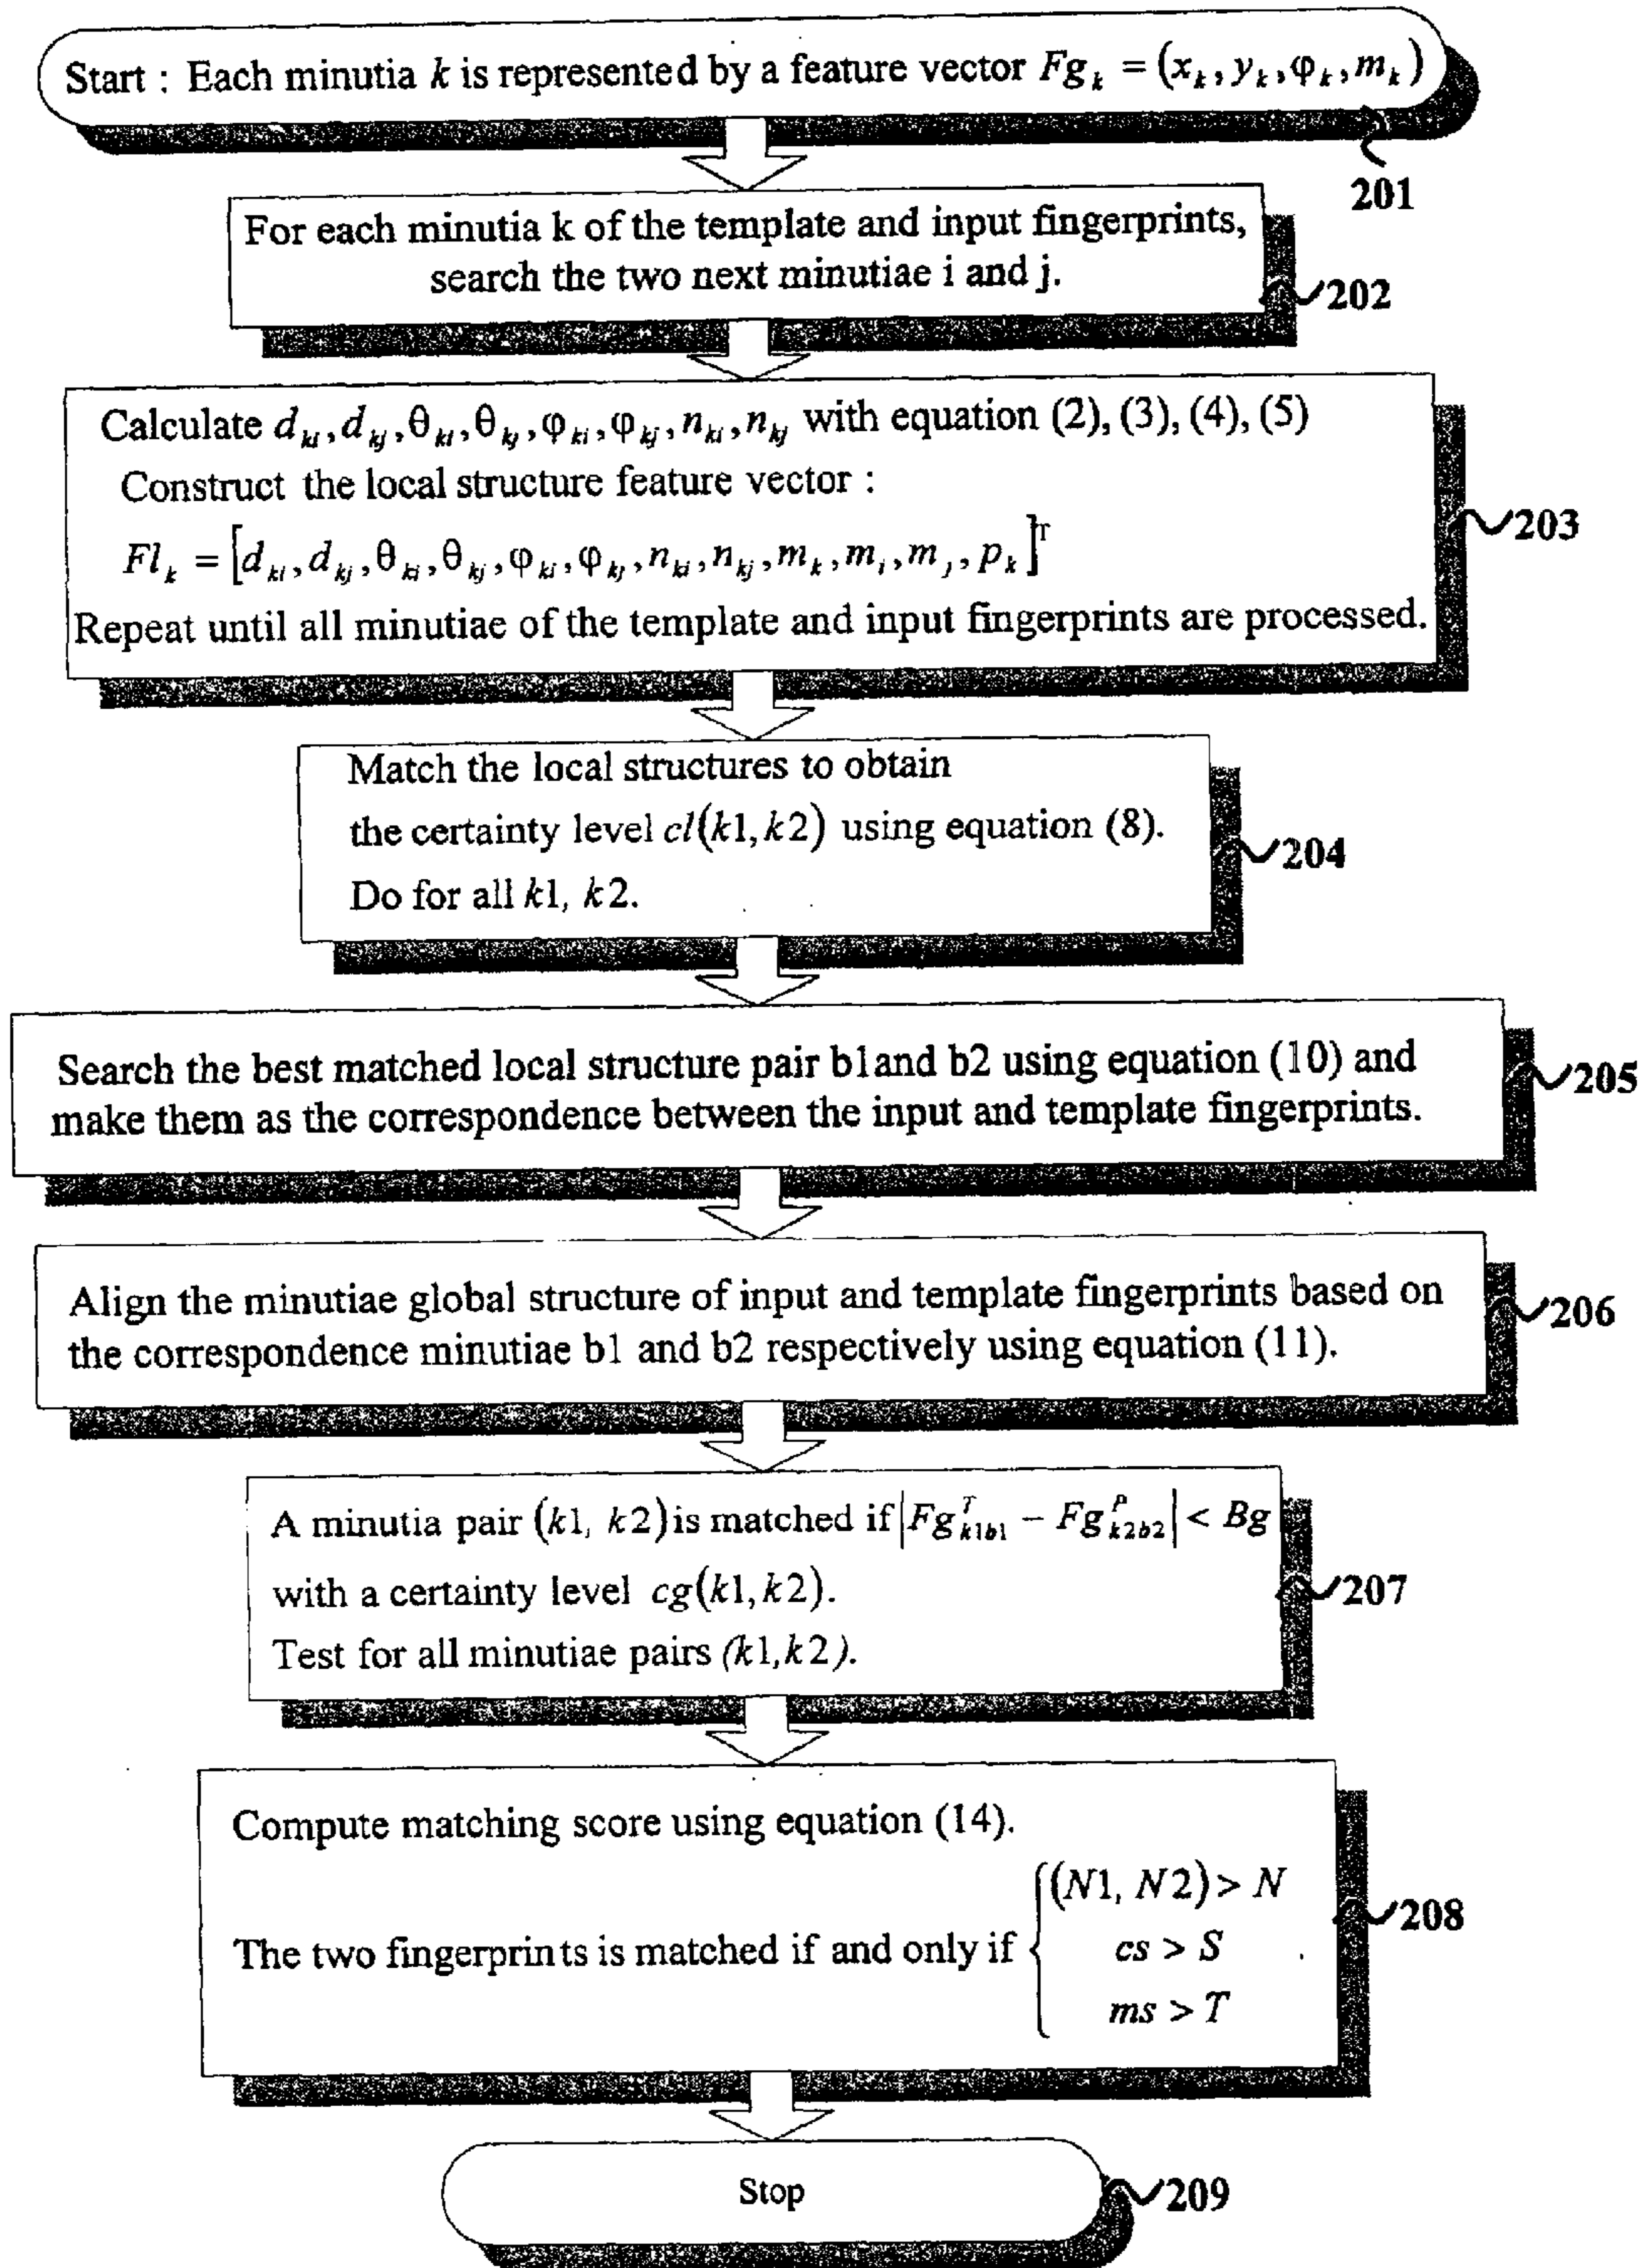 Start : Each minutia k is represented by a feature vector Fg_k = (x_k, y_k, φ_k, m_k)
201
For each minutia k of the template and input fingerprints,
search the two next minutiae i and j.
202
Calculate d_ki, d_kj, θ_ki, θ_kj, φ_ki, φ_kj, n_ki, n_kj with equation (2), (3), (4), (5)
Construct the local structure feature vector :
Fl_k = [d_ki, d_kj, θ_ki, θ_kj, φ_ki, φ_kj, n_ki, n_kj, m_k, m_i, m_j, p_k]^T
Repeat until all minutiae of the template and input fingerprints are processed.
203
Match the local structures to obtain
the certainty level cl(k1, k2) using equation (8).
Do for all k1, k2.
204
Search the best matched local structure pair b1and b2 using equation (10) and
make them as the correspondence between the input and template fingerprints.
205
Align the minutiae global structure of input and template fingerprints based on
the correspondence minutiae b1 and b2 respectively using equation (11).
206
A minutia pair (k1, k2) is matched if |Fg^T_k1b1 − Fg^P_k2b2| < Bg
with a certainty level cg(k1, k2).
Test for all minutiae pairs (k1,k2).
207
Compute matching score using equation (14).
(N1, N2) > N
The two fingerprints is matched if and only if { cs > S .
ms > T
208
Stop
209